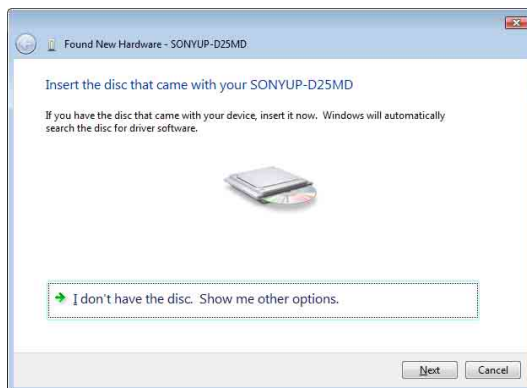 Found New Hardware - SONYUP-D25MD
Insert the disc that came with your SONYUP-D25MD
If you have the disc that came with your device, insert it now.  Windows will automatically
search the disc for driver software.
I don't have the disc.  Show me other options.
Next Cancel